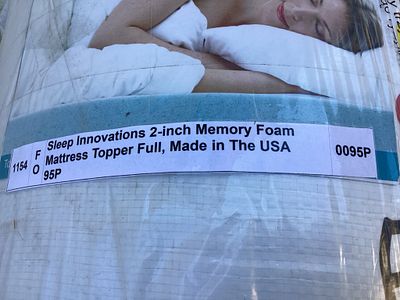 1154
F
O
Sleep Innovations 2-inch Memory Foam
Mattress Topper Full, Made in The USA
95P
0095P